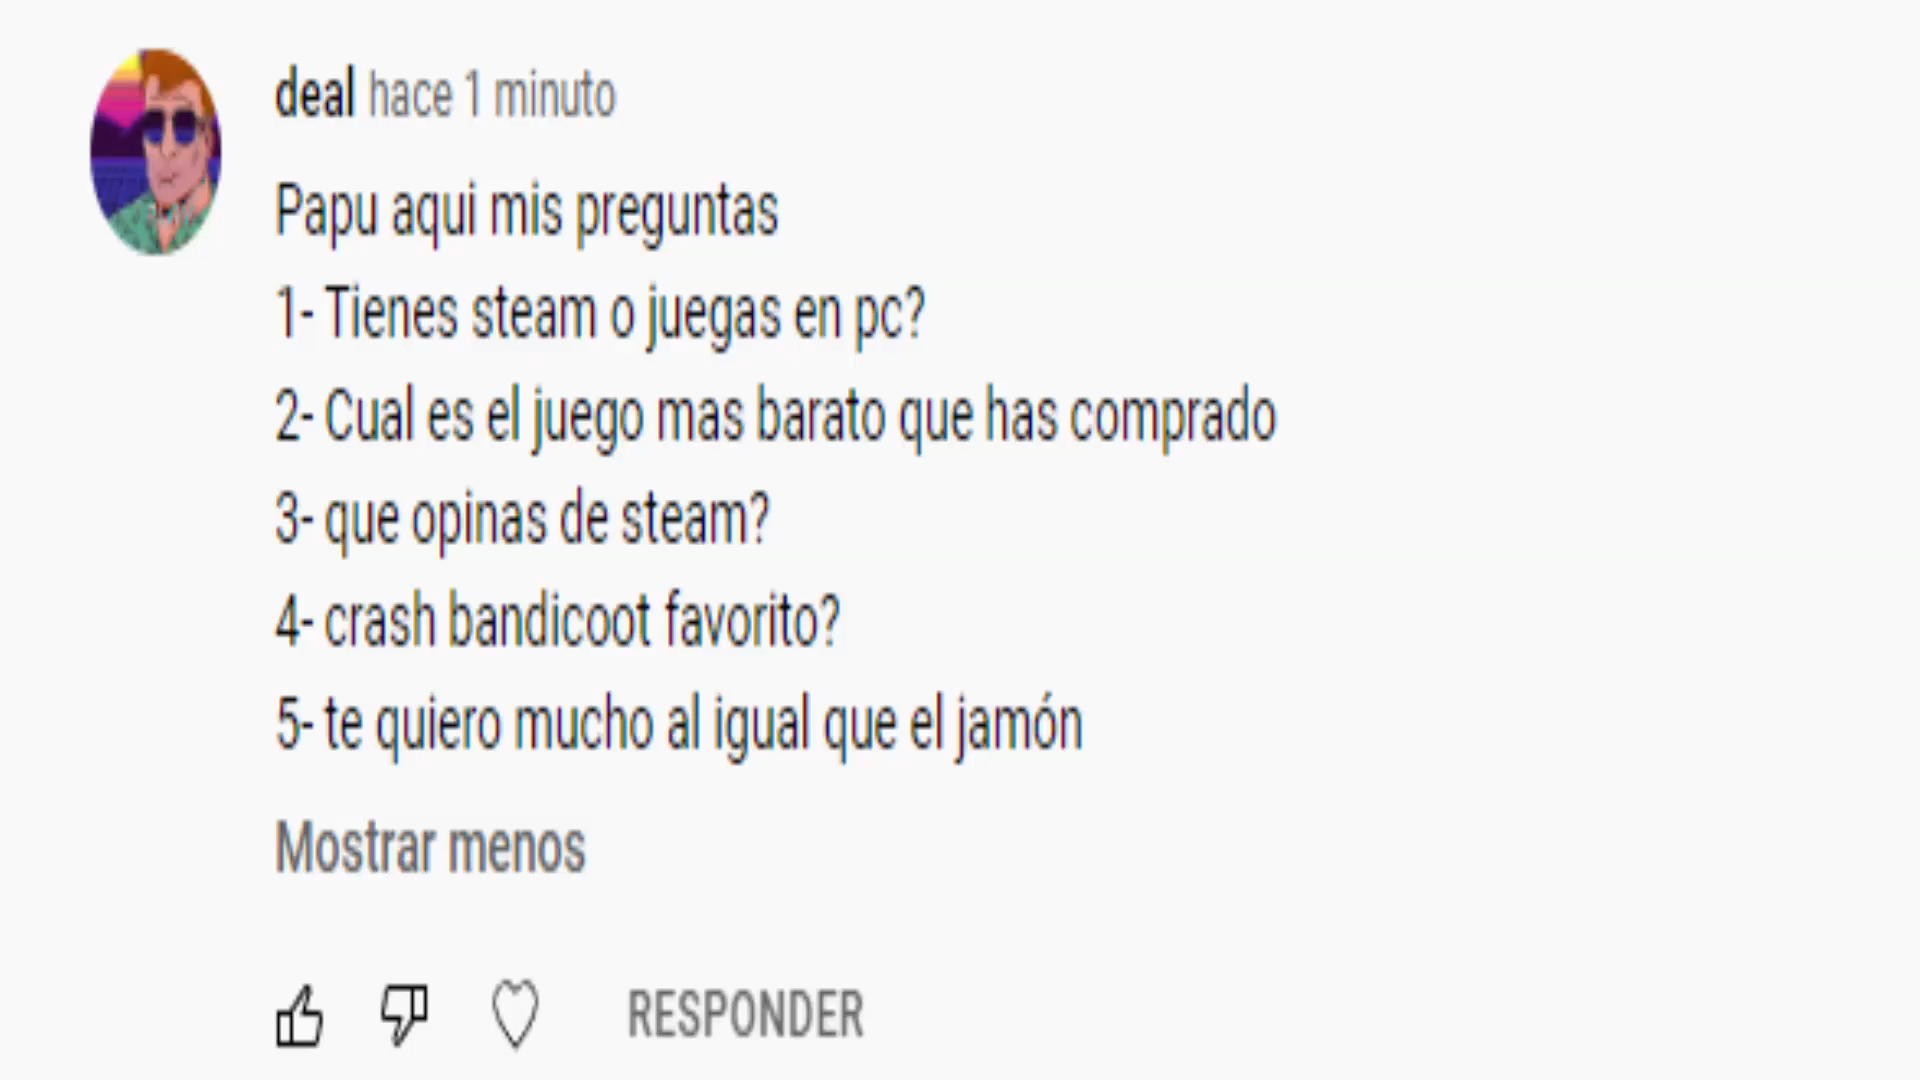 deal hace 1 minuto
Papu aqui mis preguntas
1- Tienes steam o juegas en pc?
2- Cual es el juego mas barato que has comprado
3- que opinas de steam?
4- crash bandicoot favorito?
5- te quiero mucho al igual que el jamón
Mostrar menos
RESPONDER